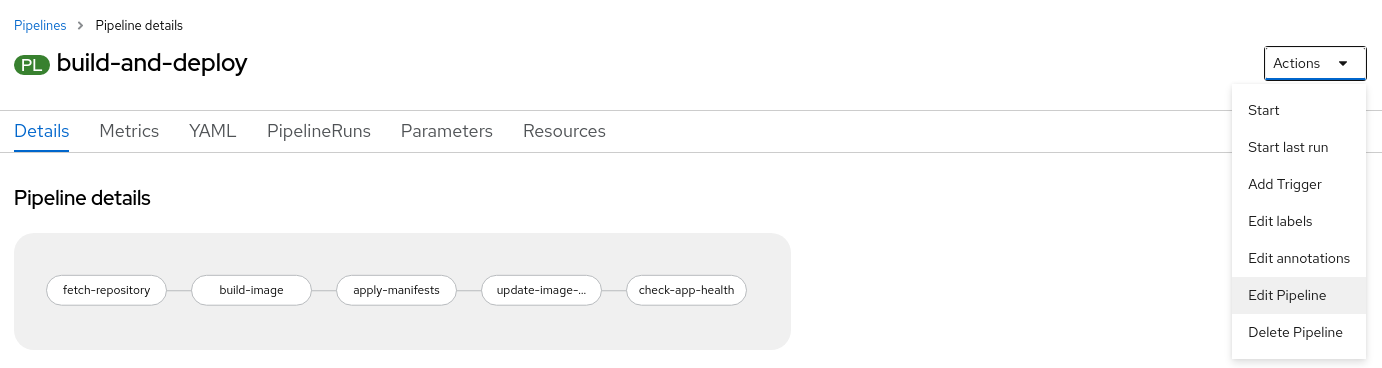 Pipelines > Pipeline details
PL build-and-deploy
Actions
Start
Start last run
Add Trigger
Edit labels
Edit annotations
Edit Pipeline
Delete Pipeline
Details Metrics YAML PipelineRuns Parameters Resources
Pipeline details
fetch-repository build-image apply-manifests update-image-... check-app-health